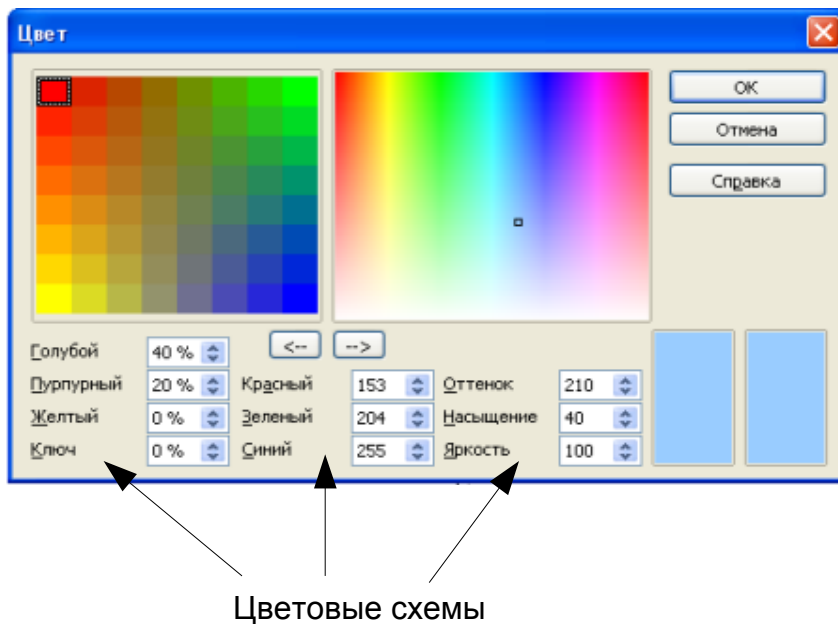 Цвет
ОК
Отмена
Справка
<-- -->
Голубой 40 %
Пурпурный 20 % Красный 153 Оттенок 210
Желтый 0 % Зеленый 204 Насыщение 40
Ключ 0 % Синий 255 Яркость 100
Цветовые схемы